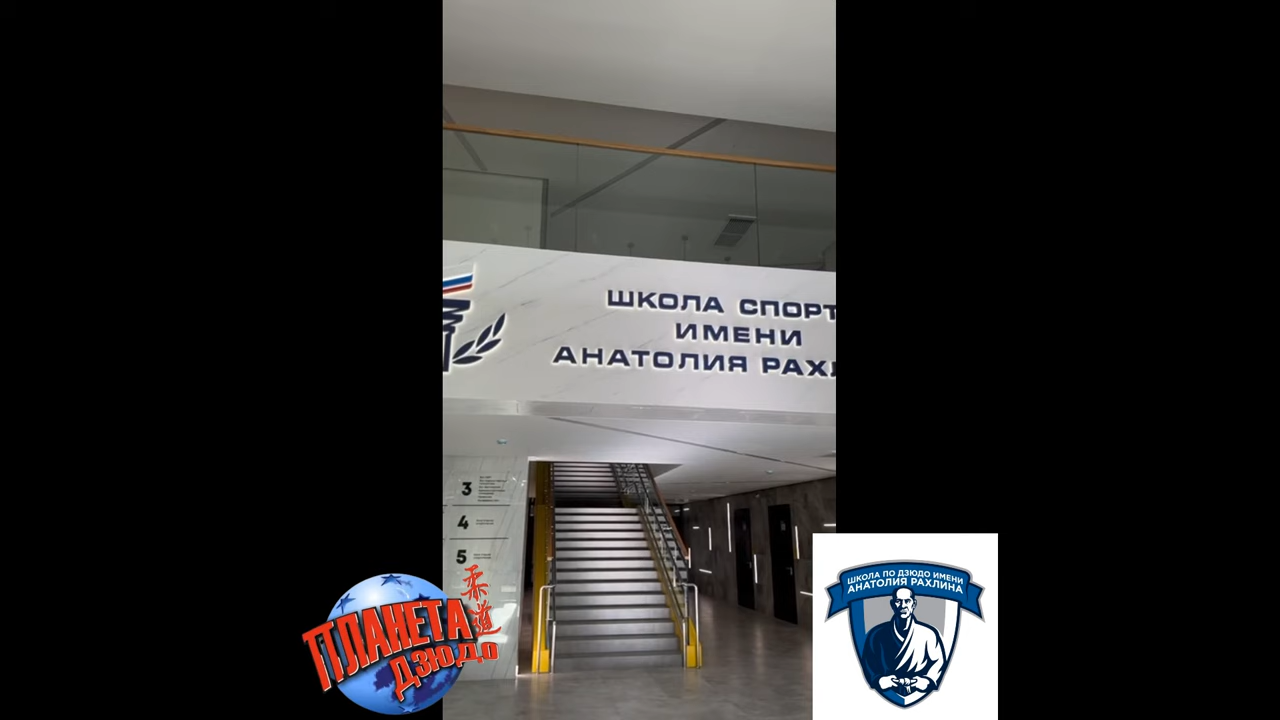 ШКОЛА СПОРТ
ИМЕНИ
АНАТОЛИЯ РАХЛ
3
4
5
柔道
ПЛАНЕТА
ДЗЮДО
ШКОЛА ПО ДЗЮДО ИМЕНИ
АНАТОЛИЯ РАХЛИНА